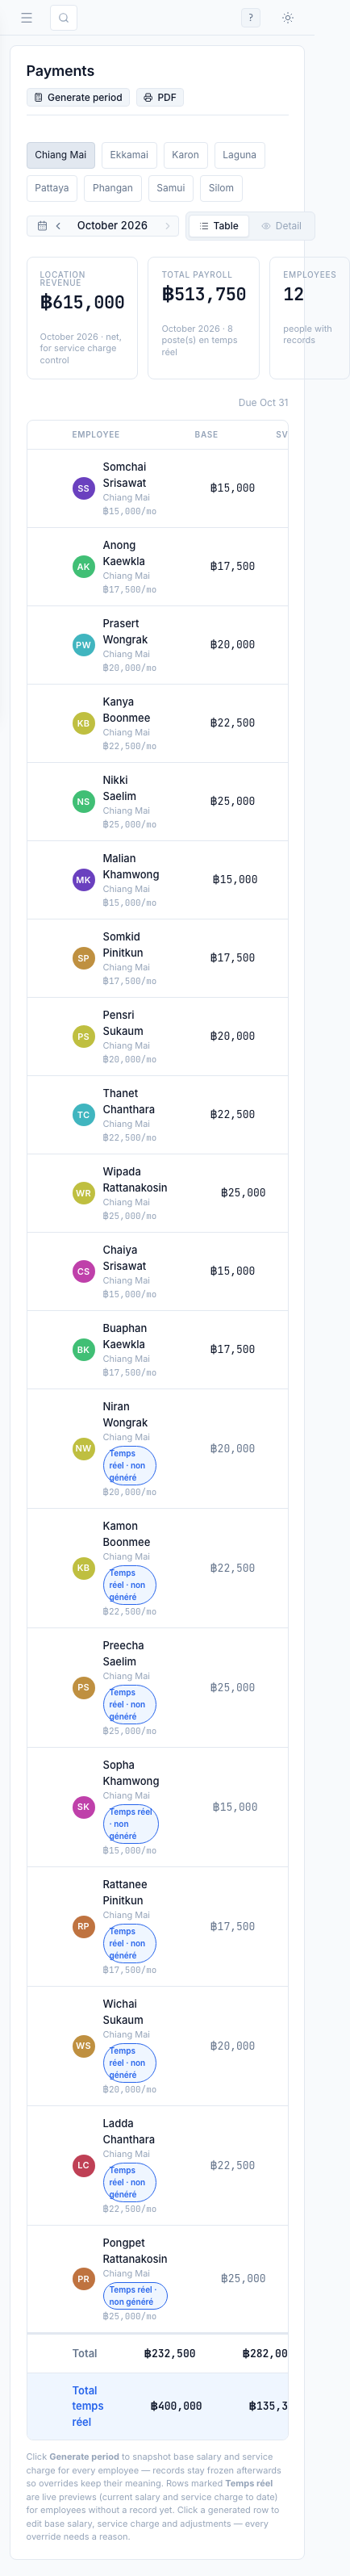 ?
Payments
Generate period PDF
Chiang Mai Ekkamai Karon Laguna
Pattaya Phangan Samui Silom
October 2026 Table Detail
LOCATION
REVENUE
฿615,000
October 2026 · net,
for service charge
control
TOTAL PAYROLL
฿513,750
October 2026 · 8
poste(s) en temps
réel
EMPLOYEES
12
people with
records
Due Oct 31
EMPLOYEE BASE SV
SS
Somchai
Srisawat
Chiang Mai
฿15,000/mo
฿15,000
AK
Anong
Kaewkla
Chiang Mai
฿17,500/mo
฿17,500
PW
Prasert
Wongrak
Chiang Mai
฿20,000/mo
฿20,000
KB
Kanya
Boonmee
Chiang Mai
฿22,500/mo
฿22,500
NS
Nikki
Saelim
Chiang Mai
฿25,000/mo
฿25,000
MK
Malian
Khamwong
Chiang Mai
฿15,000/mo
฿15,000
SP
Somkid
Pinitkun
Chiang Mai
฿17,500/mo
฿17,500
PS
Pensri
Sukaum
Chiang Mai
฿20,000/mo
฿20,000
TC
Thanet
Chanthara
Chiang Mai
฿22,500/mo
฿22,500
WR
Wipada
Rattanakosin
Chiang Mai
฿25,000/mo
฿25,000
CS
Chaiya
Srisawat
Chiang Mai
฿15,000/mo
฿15,000
BK
Buaphan
Kaewkla
Chiang Mai
฿17,500/mo
฿17,500
NW
Niran
Wongrak
Chiang Mai
Temps
réel · non
généré
฿20,000/mo
฿20,000
KB
Kamon
Boonmee
Chiang Mai
Temps
réel · non
généré
฿22,500/mo
฿22,500
PS
Preecha
Saelim
Chiang Mai
Temps
réel · non
généré
฿25,000/mo
฿25,000
SK
Sopha
Khamwong
Chiang Mai
Temps réel
· non
généré
฿15,000/mo
฿15,000
RP
Rattanee
Pinitkun
Chiang Mai
Temps
réel · non
généré
฿17,500/mo
฿17,500
WS
Wichai
Sukaum
Chiang Mai
Temps
réel · non
généré
฿20,000/mo
฿20,000
LC
Ladda
Chanthara
Chiang Mai
Temps
réel · non
généré
฿22,500/mo
฿22,500
PR
Pongpet
Rattanakosin
Chiang Mai
Temps réel ·
non généré
฿25,000/mo
฿25,000
Total ฿232,500 ฿282,00
Total
temps
réel
฿400,000 ฿135,3
Click Generate period to snapshot base salary and service
charge for every employee — records stay frozen afterwards
so overrides keep their meaning. Rows marked Temps réel
are live previews (current salary and service charge to date)
for employees without a record yet. Click a generated row to
edit base salary, service charge and adjustments — every
override needs a reason.